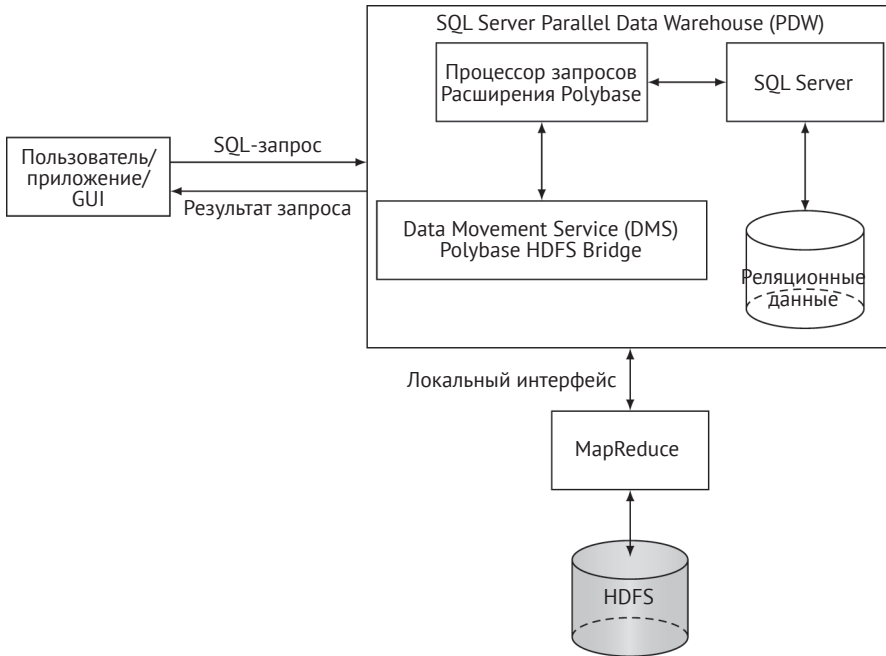 SQL Server Parallel Data Warehouse (PDW)
Процессор запросов
Расширения Polybase
SQL Server
SQL-запрос
Пользователь/
приложение/
GUI
Результат запроса
Data Movement Service (DMS)
Polybase HDFS Bridge
Реляционные
данные
Локальный интерфейс
MapReduce
HDFS